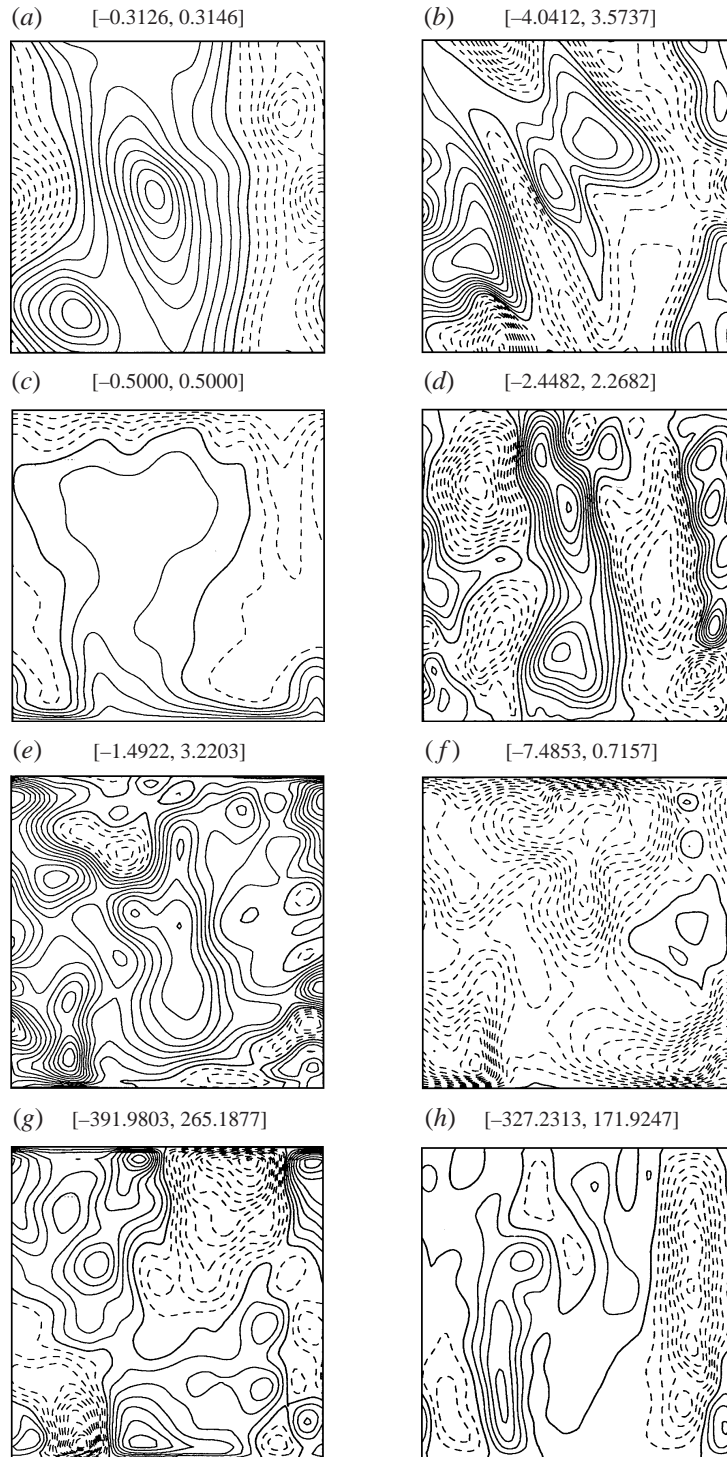 (a) [–0.3126, 0.3146]
(b) [–4.0412, 3.5737]
(c) [–0.5000, 0.5000]
(d) [–2.4482, 2.2682]
(e) [–1.4922, 3.2203]
(f) [–7.4853, 0.7157]
(g) [–391.9803, 265.1877]
(h) [–327.2313, 171.9247]